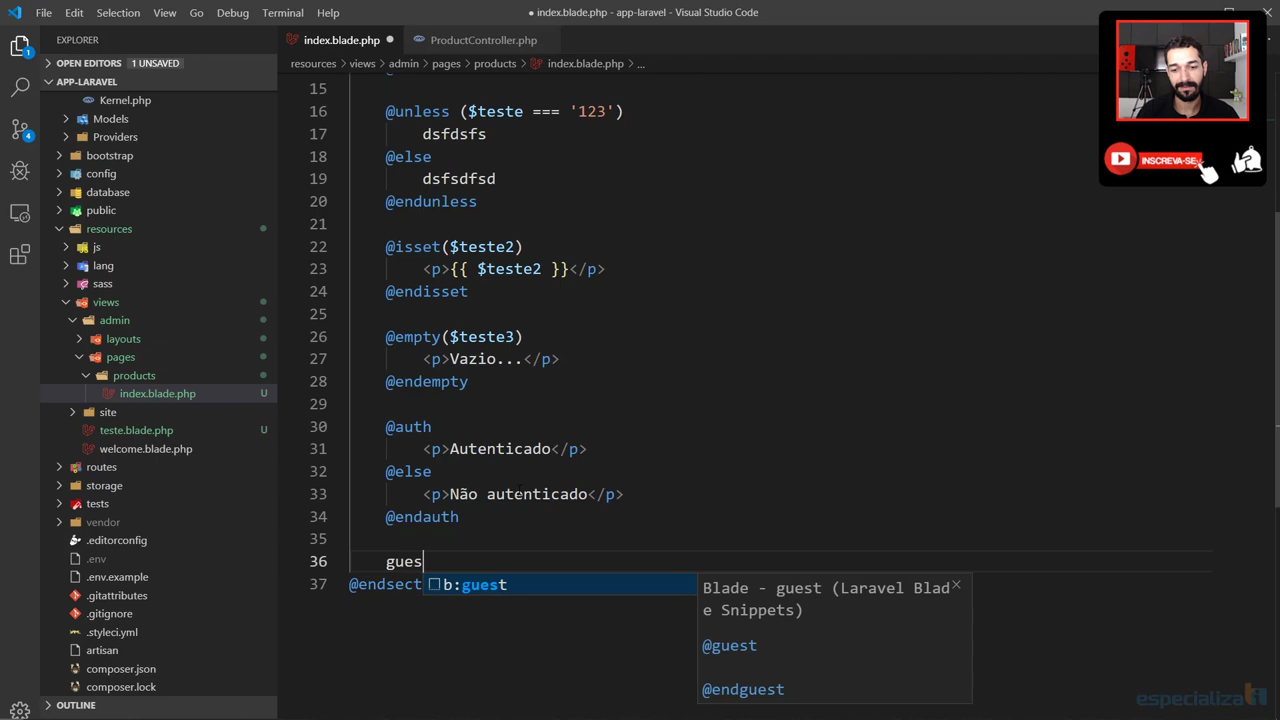 File Edit Selection View Go Debug Terminal Help
● index.blade.php - app-laravel - Visual Studio Code
EXPLORER
index.blade.php ●
ProductController.php
OPEN EDITORS 1 UNSAVED
APP-LARAVEL
resources > views > admin > pages > products > index.blade.php > ...
Kernel.php
Models
Providers
bootstrap
config
database
public
resources
js
lang
sass
views
admin
layouts
pages
products
index.blade.php U
site
teste.blade.php U
welcome.blade.php
routes
storage
tests
vendor
.editorconfig
.env
.env.example
.gitattributes
.gitignore
.styleci.yml
artisan
composer.json
composer.lock
OUTLINE
1
4
15
16 @unless ($teste === '123')
17 dsfdsfs
18 @else
19 dsfsdfsd
20 @endunless
21
22 @isset($teste2)
23 <p>{{ $teste2 }}</p>
24 @endisset
25
26 @empty($teste3)
27 <p>Vazio...</p>
28 @endempty
29
30 @auth
31 <p>Autenticado</p>
32 @else
33 <p>Não autenticado</p>
34 @endauth
35
36 gues
37 @endsect
b:guest
Blade - guest (Laravel Blad
e Snippets)
@guest
@endguest
INSCREVA-SE
especializati